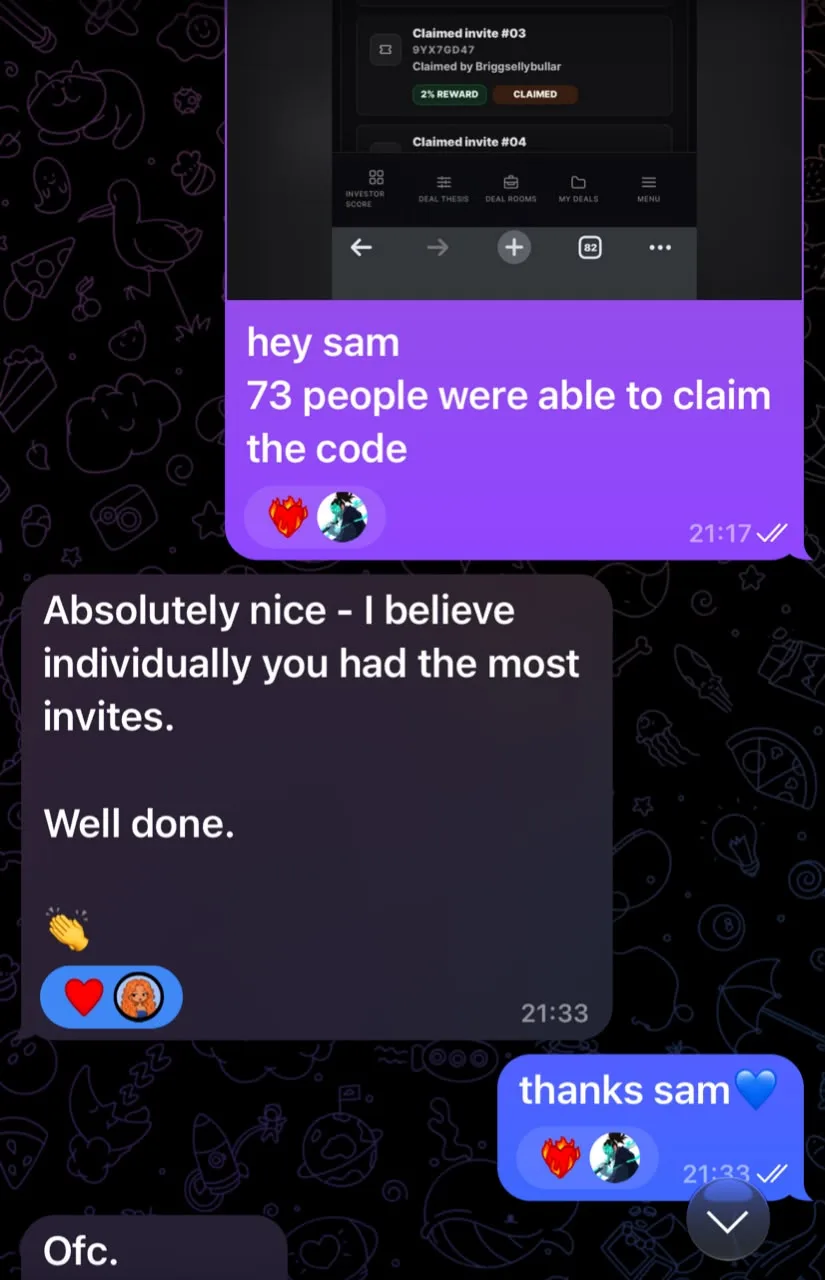 Claimed invite #03
9YX7GD47
Claimed by Briggsellybullar
2% REWARD CLAIMED
Claimed invite #04
INVESTOR
SCORE
DEAL THESIS
DEAL ROOMS
MY DEALS
MENU
82
hey sam
73 people were able to claim
the code
21:17
Absolutely nice - I believe
individually you had the most
invites.
Well done.
👏
21:33
thanks sam💙
21:33
Ofc.